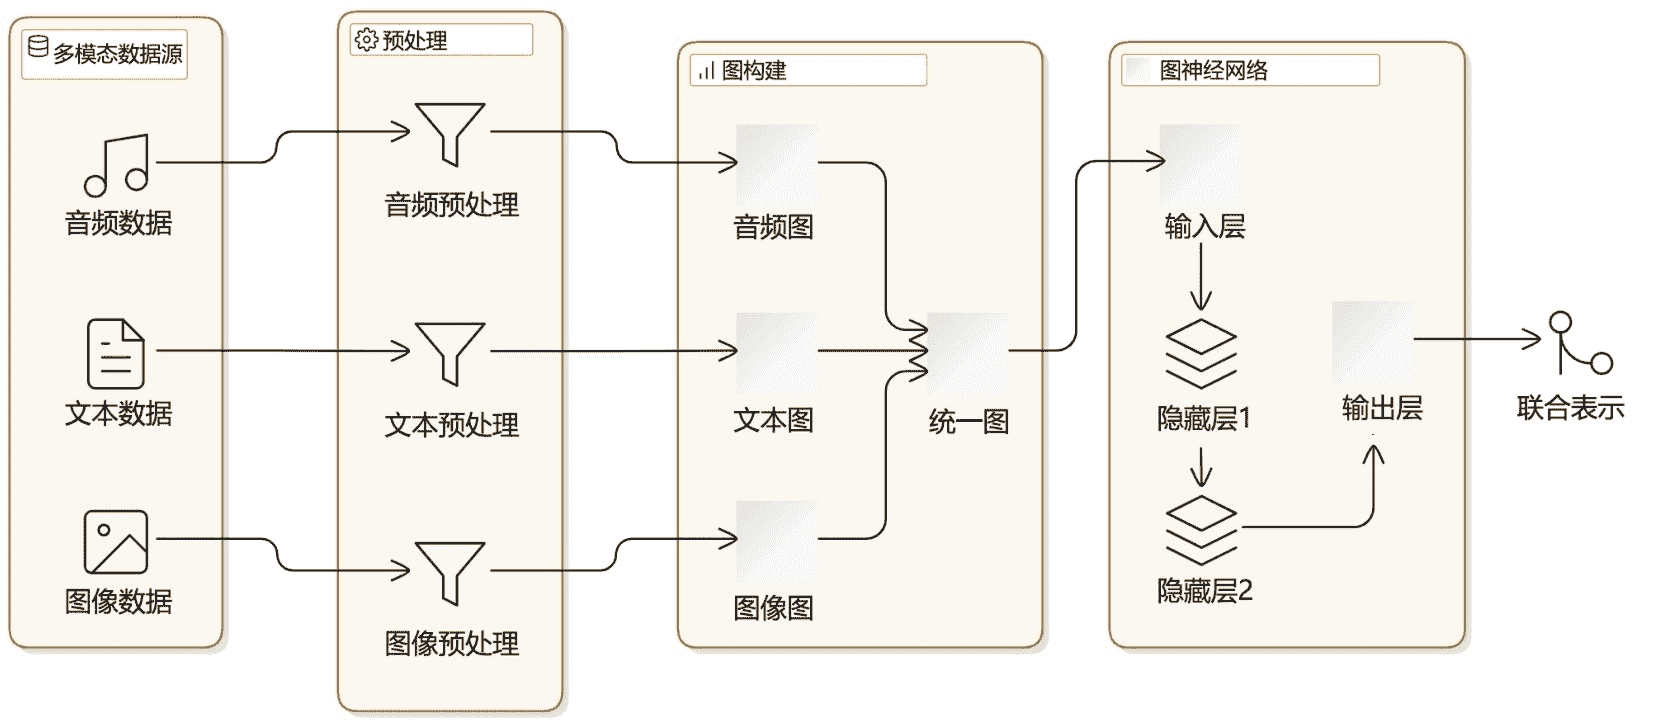 多模态数据源
音频数据
文本数据
图像数据
预处理
音频预处理
文本预处理
图像预处理
图构建
音频图
文本图
图像图
统一图
图神经网络
输入层
隐藏层1
隐藏层2
输出层
联合表示